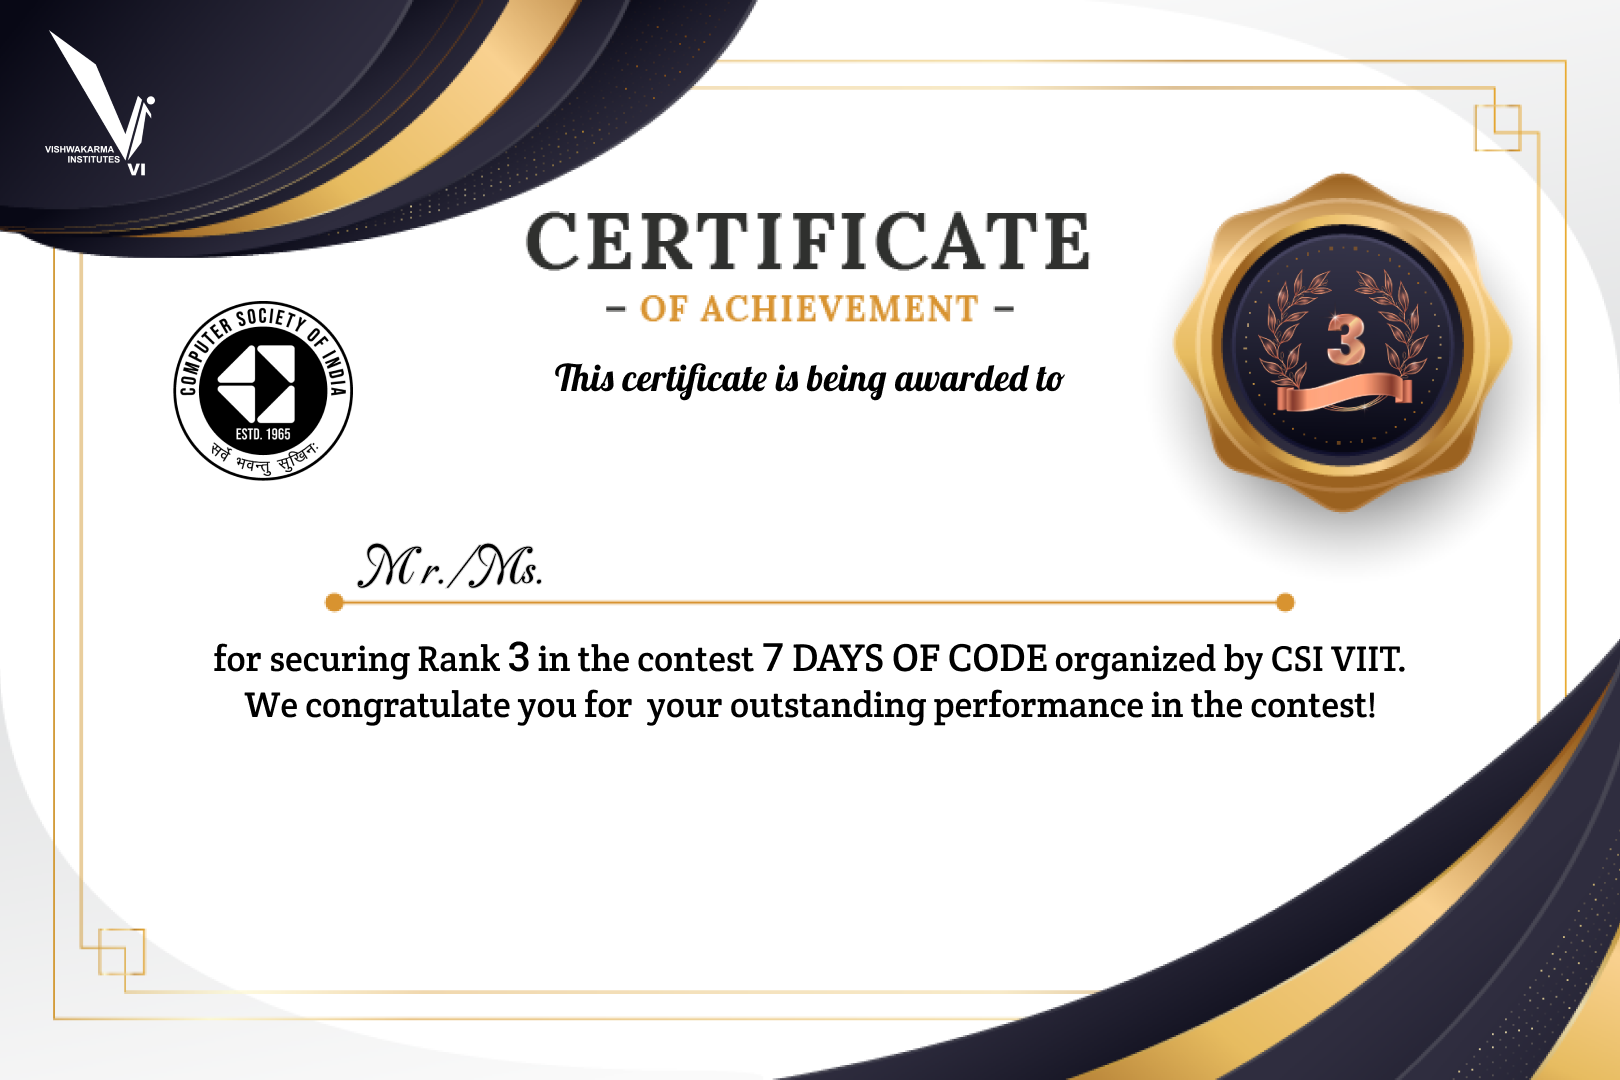 VISHWAKARMA
INSTITUTES
VI
CERTIFICATE
– OF ACHIEVEMENT –
This certificate is being awarded to
COMPUTER SOCIETY OF INDIA
ESTD. 1965
सर्वे भवन्तु सुखिनः
3
Mr./Ms.
for securing Rank 3 in the contest 7 DAYS OF CODE organized by CSI VIIT.
We congratulate you for your outstanding performance in the contest!